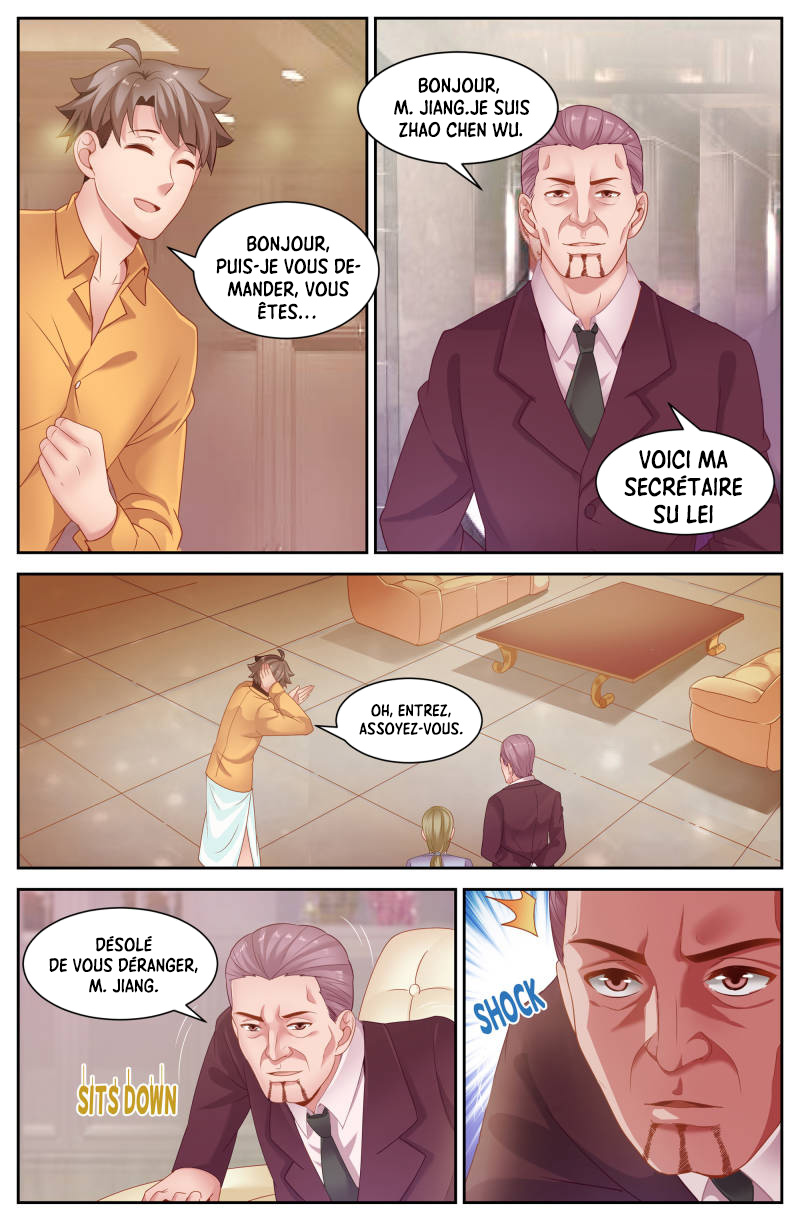 BONJOUR,
PUIS-JE VOUS DE-
MANDER, VOUS
ÊTES...
BONJOUR,
M. JIANG.JE SUIS
ZHAO CHEN WU.
VOICI MA
SECRÉTAIRE
SU LEI
OH, ENTREZ,
ASSOYEZ-VOUS.
DÉSOLÉ
DE VOUS DÉRANGER,
M. JIANG.
SITS DOWN
SHOCK